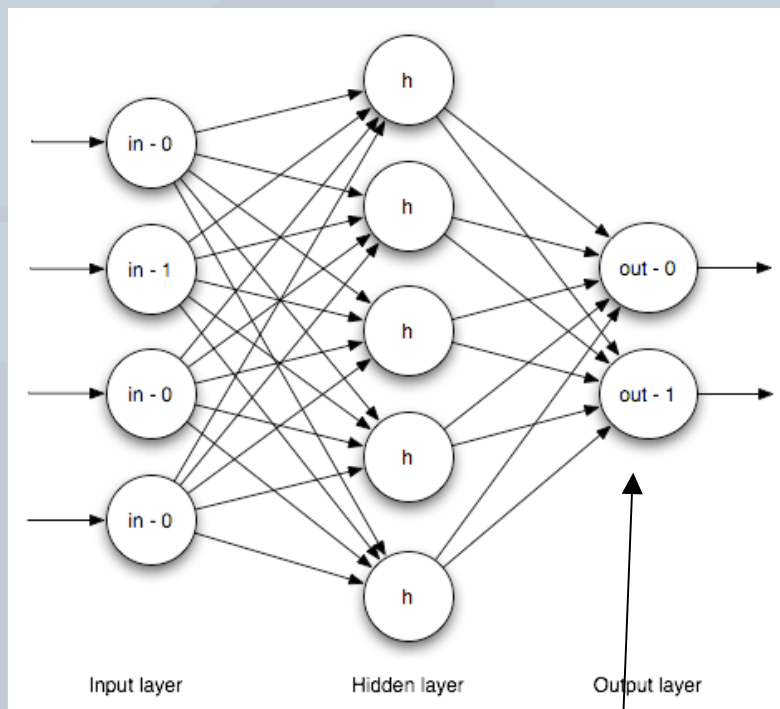 h
in - 0
h
in - 1
out - 0
h
in - 0
out - 1
h
in - 0
h
Input layer
Hidden layer
Output layer